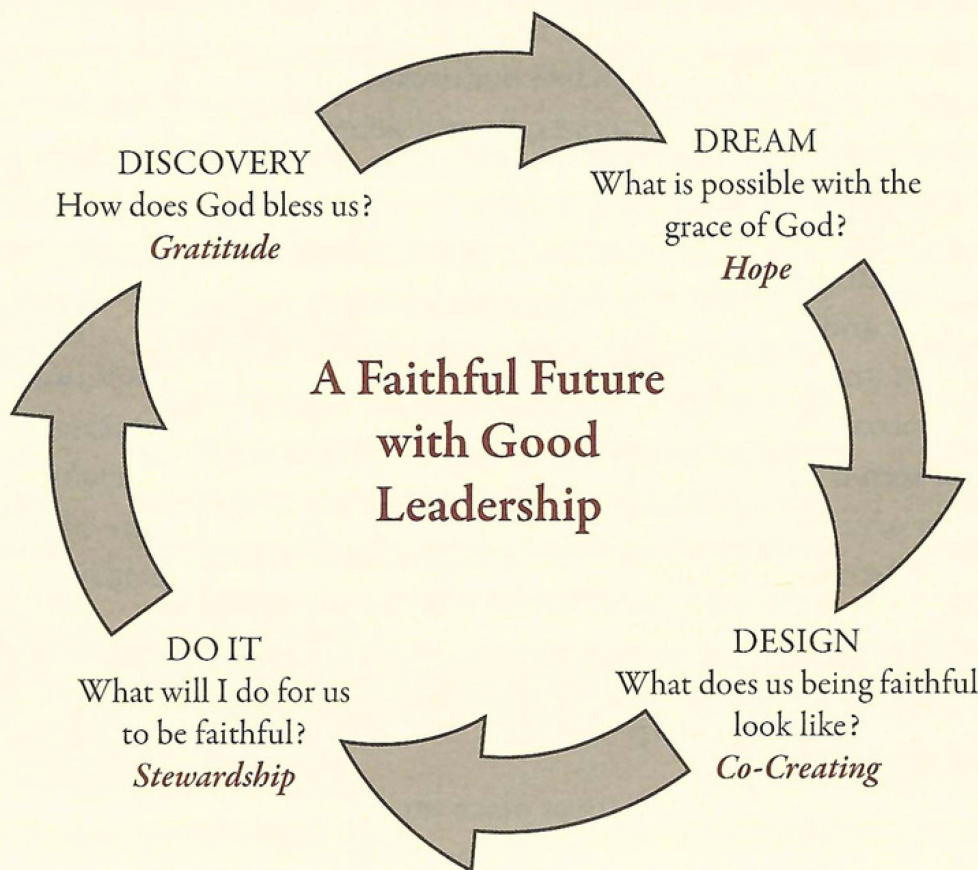 DISCOVERY
How does God bless us?
Gratitude
DREAM
What is possible with the
grace of God?
Hope
A Faithful Future
with Good
Leadership
DESIGN
What does us being faithful
look like?
Co-Creating
DO IT
What will I do for us
to be faithful?
Stewardship